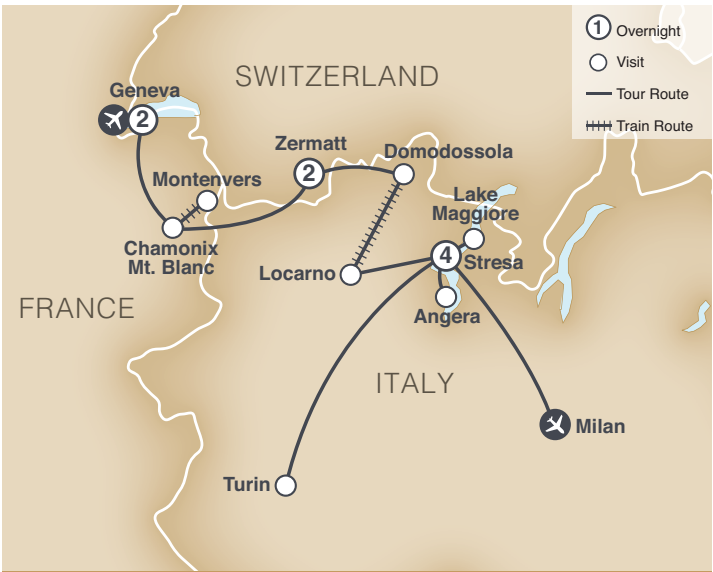 1 Overnight
Visit
Tour Route
Train Route
SWITZERLAND
Geneva
2
Zermatt
2
Domodossola
Montenvers
Lake
Maggiore
Chamonix
Mt. Blanc
4
Stresa
Locarno
FRANCE
Angera
ITALY
Milan
Turin